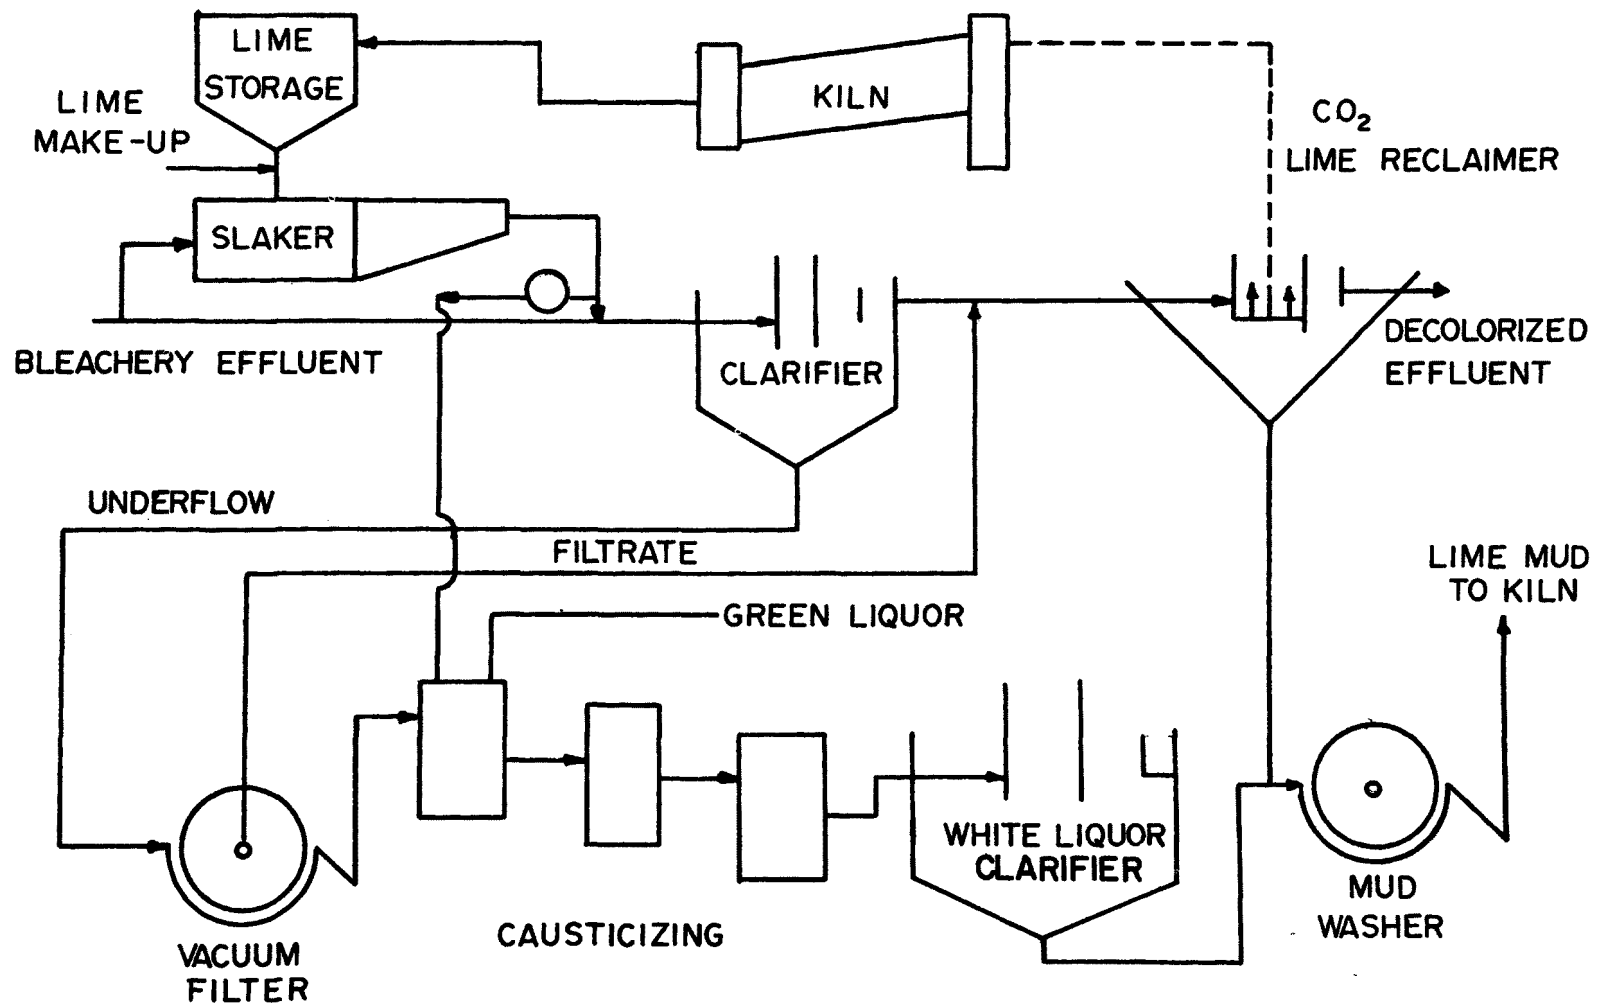 LIME
STORAGE
KILN
LIME
MAKE-UP
CO₂
LIME RECLAIMER
SLAKER
BLEACHERY EFFLUENT
CLARIFIER
DECOLORIZED
EFFLUENT
UNDERFLOW
FILTRATE
LIME MUD
TO KILN
GREEN LIQUOR
WHITE LIQUOR
CLARIFIER
MUD
WASHER
CAUSTICIZING
VACUUM
FILTER